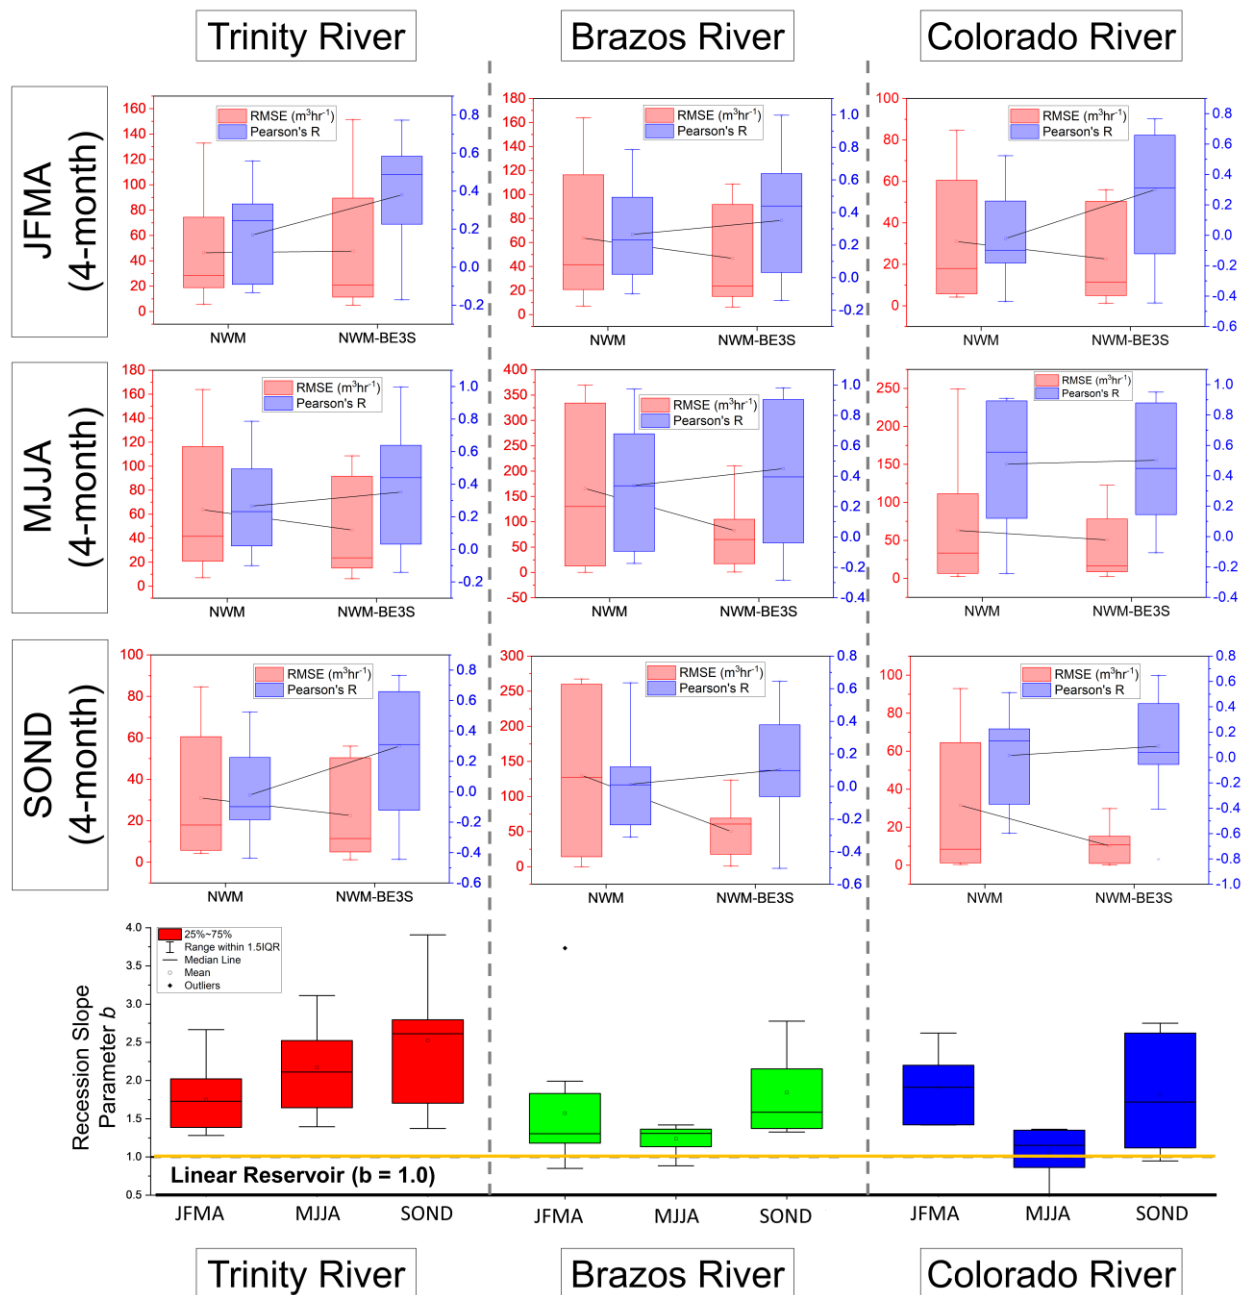 Trinity River
Brazos River
Colorado River
JFMA
(4-month)
160
140
120
100
80
60
40
20
0
RMSE (m³hr⁻¹)
Pearson's R
0.8
0.6
0.4
0.2
0.0
-0.2
NWM
NWM-BE3S
180
160
140
120
100
80
60
40
20
0
RMSE (m³hr⁻¹)
Pearson's R
1.0
0.8
0.6
0.4
0.2
0.0
-0.2
NWM
NWM-BE3S
100
80
60
40
20
0
RMSE (m³hr⁻¹)
Pearson's R
0.8
0.6
0.4
0.2
0.0
-0.2
-0.4
-0.6
NWM
NWM-BE3S
MJJA
(4-month)
180
160
140
120
100
80
60
40
20
0
RMSE (m³hr⁻¹)
Pearson's R
1.0
0.8
0.6
0.4
0.2
0.0
-0.2
NWM
NWM-BE3S
400
350
300
250
200
150
100
50
0
-50
RMSE (m³hr⁻¹)
Pearson's R
1.0
0.8
0.6
0.4
0.2
0.0
-0.2
-0.4
NWM
NWM-BE3S
250
200
150
100
50
0
RMSE (m³hr⁻¹)
Pearson's R
1.0
0.8
0.6
0.4
0.2
0.0
-0.2
-0.4
NWM
NWM-BE3S
SOND
(4-month)
100
80
60
40
20
0
RMSE (m³hr⁻¹)
Pearson's R
0.8
0.6
0.4
0.2
0.0
-0.2
-0.4
-0.6
NWM
NWM-BE3S
300
250
200
150
100
50
0
RMSE (m³hr⁻¹)
Pearson's R
0.8
0.6
0.4
0.2
0.0
-0.2
-0.4
-0.6
NWM
NWM-BE3S
100
80
60
40
20
0
RMSE (m³hr⁻¹)
Pearson's R
0.8
0.6
0.4
0.2
0.0
-0.2
-0.4
-0.6
-0.8
-1.0
NWM
NWM-BE3S
Recession Slope
Parameter b
4.0
3.5
3.0
2.5
2.0
1.5
1.0
0.5
25%~75%
Range within 1.5IQR
Median Line
Mean
Outliers
Linear Reservoir (b = 1.0)
JFMA
MJJA
SOND
JFMA
MJJA
SOND
JFMA
MJJA
SOND
Trinity River
Brazos River
Colorado River